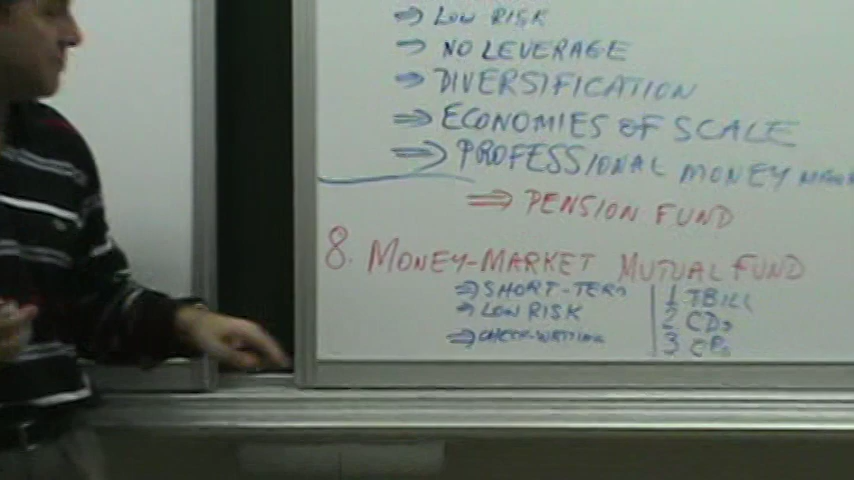 ⇒ LOW RISK
⇒ NO LEVERAGE
⇒ DIVERSIFICATION
⇒ ECONOMIES OF SCALE
⇒ PROFESSIONAL MONEY
⇒ PENSION FUND
8. MONEY-MARKET MUTUAL FUND
⇒ SHORT-TERM | 1 TBILL
⇒ LOW RISK | 2 CDs
⇒ CHECK-WRITING | 3 CPs